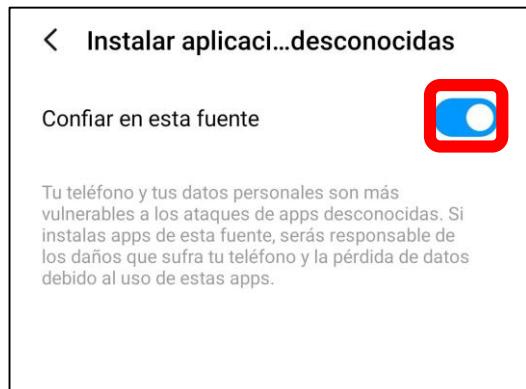 Instalar aplicaci...desconocidas
Confiar en esta fuente
Tu teléfono y tus datos personales son más
vulnerables a los ataques de apps desconocidas. Si
instalas apps de esta fuente, serás responsable de
los daños que sufra tu teléfono y la pérdida de datos
debido al uso de estas apps.